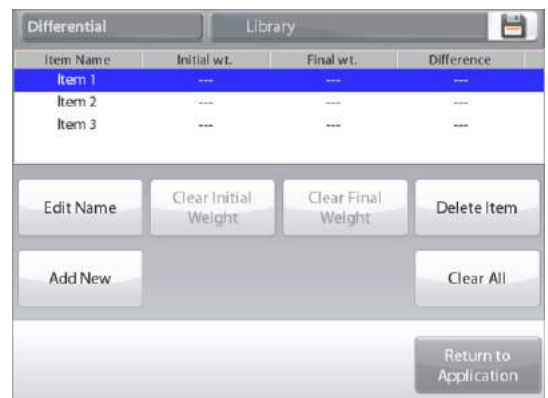 Differential Library
Item Name Initial wt. Final wt. Difference
Item 1 --- --- ---
Item 2 --- --- ---
Item 3 --- --- ---
Edit Name
Clear Initial
Weight
Clear Final
Weight
Delete Item
Add New
Clear All
Return to
Application